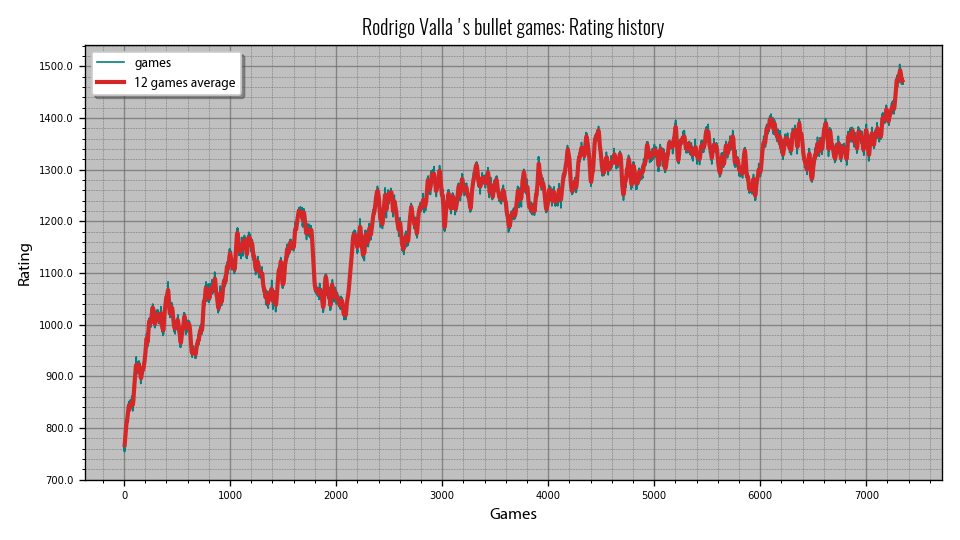 Rodrigo Valla 's bullet games: Rating history
games
12 games average
1500.0
1400.0
1300.0
1200.0
1100.0
1000.0
900.0
800.0
700.0
Rating
0 1000 2000 3000 4000 5000 6000 7000
Games